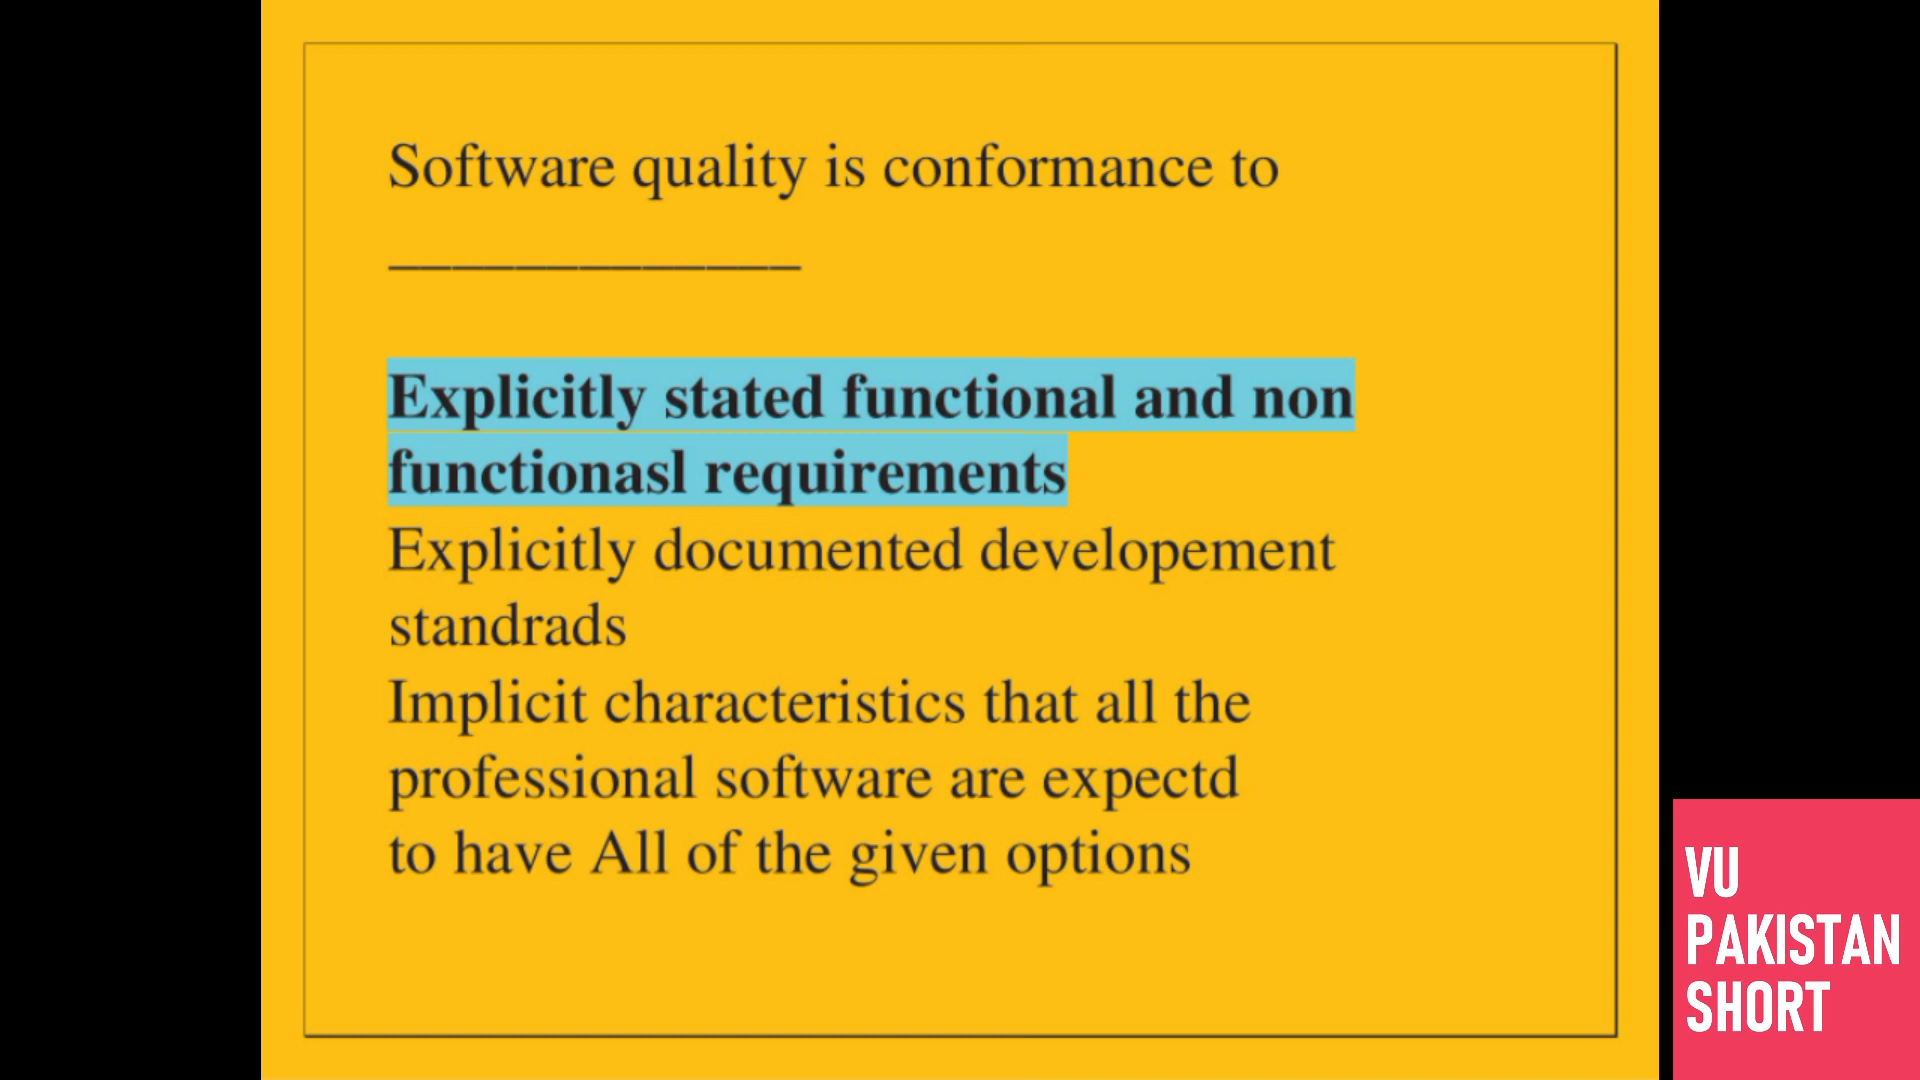 Software quality is conformance to
_____________
Explicitly stated functional and non
functionasl requirements
Explicitly documented developement
standrads
Implicit characteristics that all the
professional software are expectd
to have All of the given options
VU
PAKISTAN
SHORT